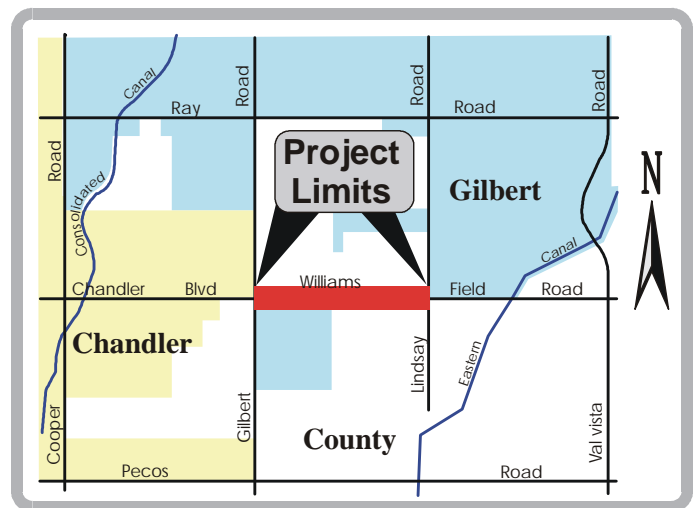 Canal
Road
Road
Road
Ray
Road
Road
Project
Limits
N
Gilbert
Consolidated
Canal
Williams
Chandler
Blvd
Field
Road
Chandler
Lindsay
Eastern
Cooper
Gilbert
County
Val vista
Pecos
Road